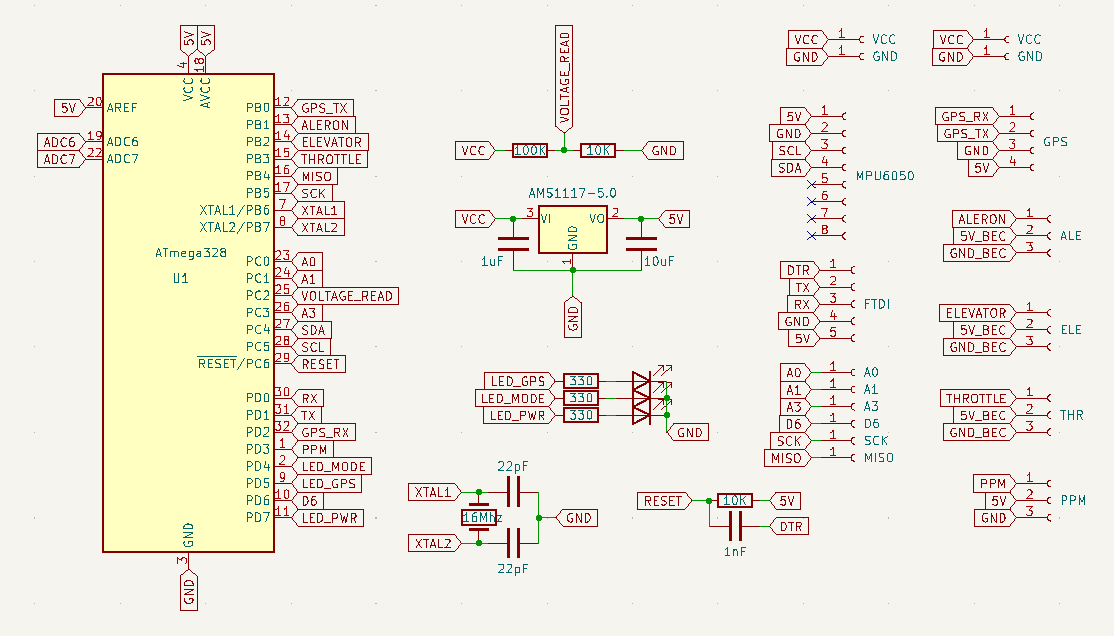 5V
5V
4
18
VCC
AVCC
5V
20
AREF
ADC6
19
ADC6
ADC7
22
ADC7
PB0
12
GPS_TX
PB1
13
ALERON
PB2
14
ELEVATOR
PB3
15
THROTTLE
PB4
16
MISO
PB5
17
SCK
XTAL1/PB6
7
XTAL1
XTAL2/PB7
8
XTAL2
ATmega328
U1
PC0
23
A0
PC1
24
A1
PC2
25
VOLTAGE_READ
PC3
26
A3
PC4
27
SDA
PC5
28
SCL
RESET/PC6
29
RESET
PD0
30
RX
PD1
31
TX
PD2
32
GPS_RX
PD3
1
PPM
PD4
2
LED_MODE
PD5
9
LED_GPS
PD6
10
D6
PD7
11
LED_PWR
GND
3
GND
VOLTAGE_READ
VCC
100K
10K
GND
AMS1117-5.0
VCC
3
VI
VO
2
5V
GND
1
1uF
10uF
GND
LED_GPS
330
LED_MODE
330
LED_PWR
330
GND
22pF
XTAL1
16Mhz
GND
XTAL2
22pF
RESET
10K
5V
DTR
1nF
VCC
1
VCC
GND
1
GND
VCC
1
VCC
GND
1
GND
5V
1
GND
2
SCL
3
SDA
4
MPU6050
5
6
7
8
GPS_RX
1
GPS_TX
2
GPS
GND
3
5V
4
ALERON
1
5V_BEC
2
ALE
GND_BEC
3
DTR
1
TX
2
RX
3
FTDI
GND
4
5V
5
ELEVATOR
1
5V_BEC
2
ELE
GND_BEC
3
A0
1
A0
A1
1
A1
A3
1
A3
D6
1
D6
SCK
1
SCK
MISO
1
MISO
THROTTLE
1
5V_BEC
2
THR
GND_BEC
3
PPM
1
5V
2
PPM
GND
3